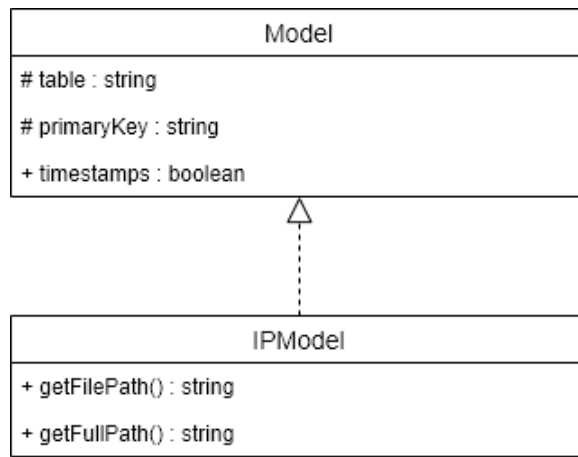 Model
# table : string
# primaryKey : string
+ timestamps : boolean
IPModel
+ getFilePath() : string
+ getFullPath() : string